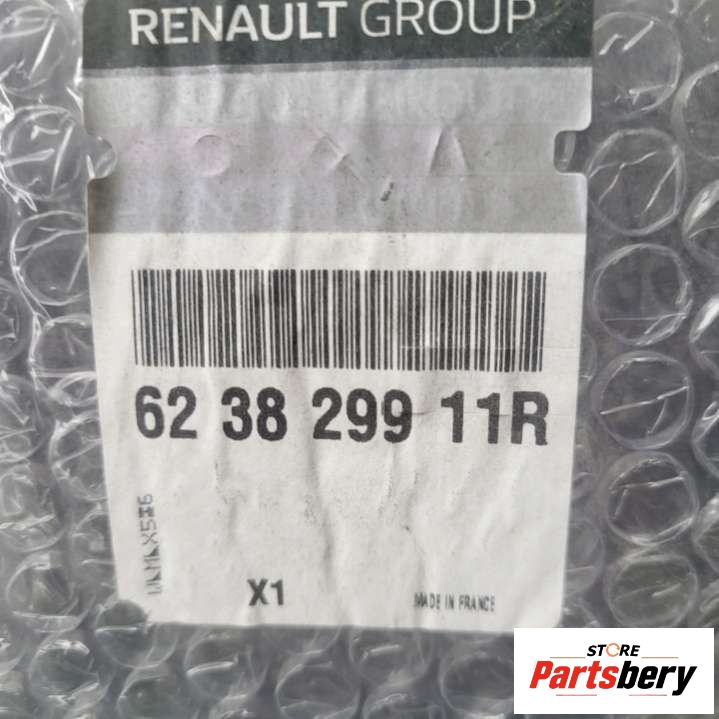 RENAULT GROUP
62 38 299 11R
X1
MADE IN FRANCE
STORE
Partsbery